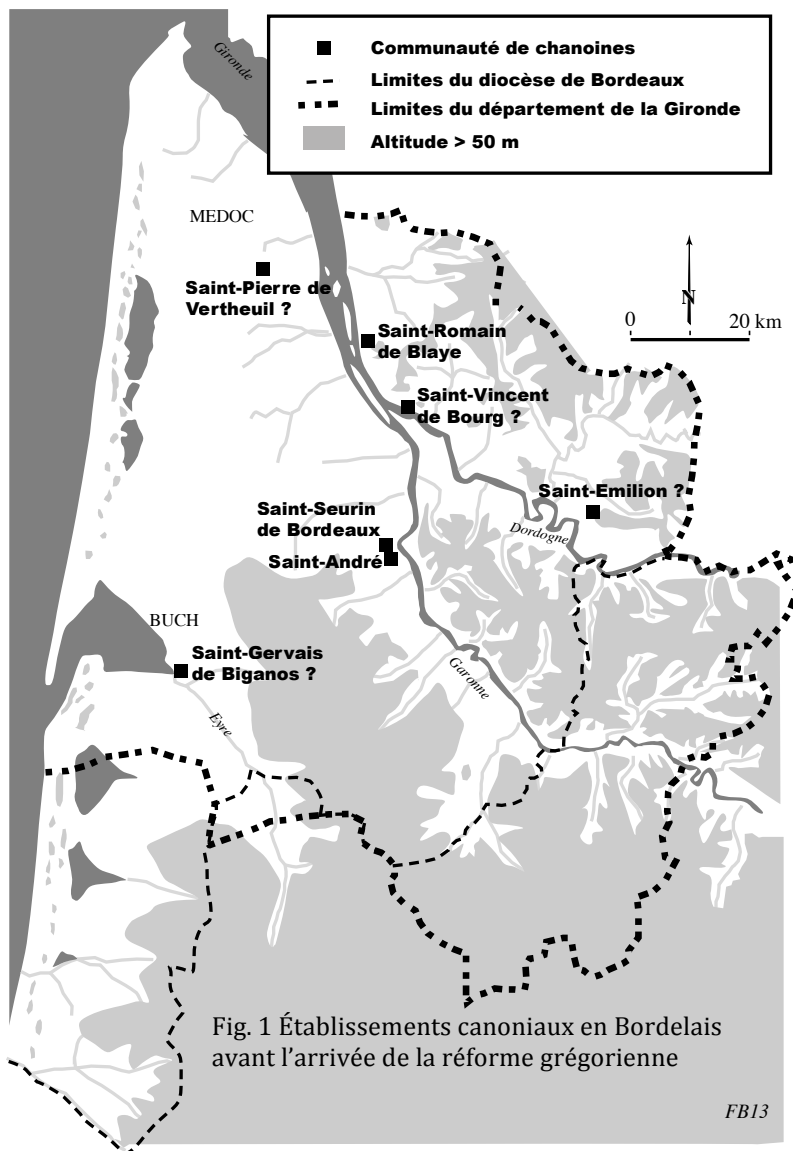 Gironde
Communauté de chanoines
Limites du diocèse de Bordeaux
Limites du département de la Gironde
Altitude > 50 m
MEDOC
Saint-Pierre de
Vertheuil ?
N
0 20 km
Saint-Romain
de Blaye
Saint-Vincent
de Bourg ?
Saint-Emilion ?
Saint-Seurin
de Bordeaux
Dordogne
Saint-André
BUCH
Saint-Gervais
de Biganos ?
Garonne
Eyre
Fig. 1 Établissements canoniaux en Bordelais
avant l’arrivée de la réforme grégorienne
FB13